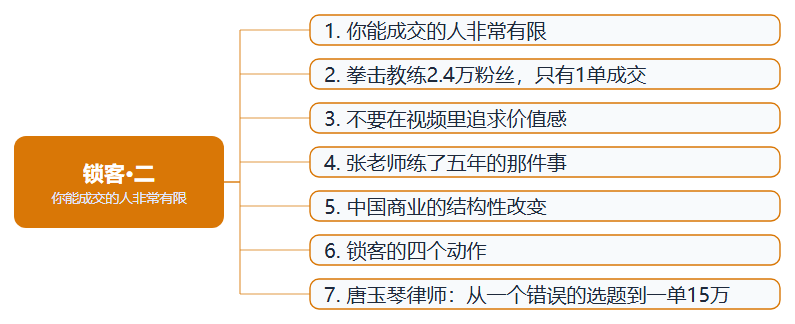 锁客•二
你能成交的人非常有限
1. 你能成交的人非常有限
2. 拳击教练2.4万粉丝，只有1单成交
3. 不要在视频里追求价值感
4. 张老师练了五年的那件事
5. 中国商业的结构性改变
6. 锁客的四个动作
7. 唐玉琴律师：从一个错误的选题到一单15万